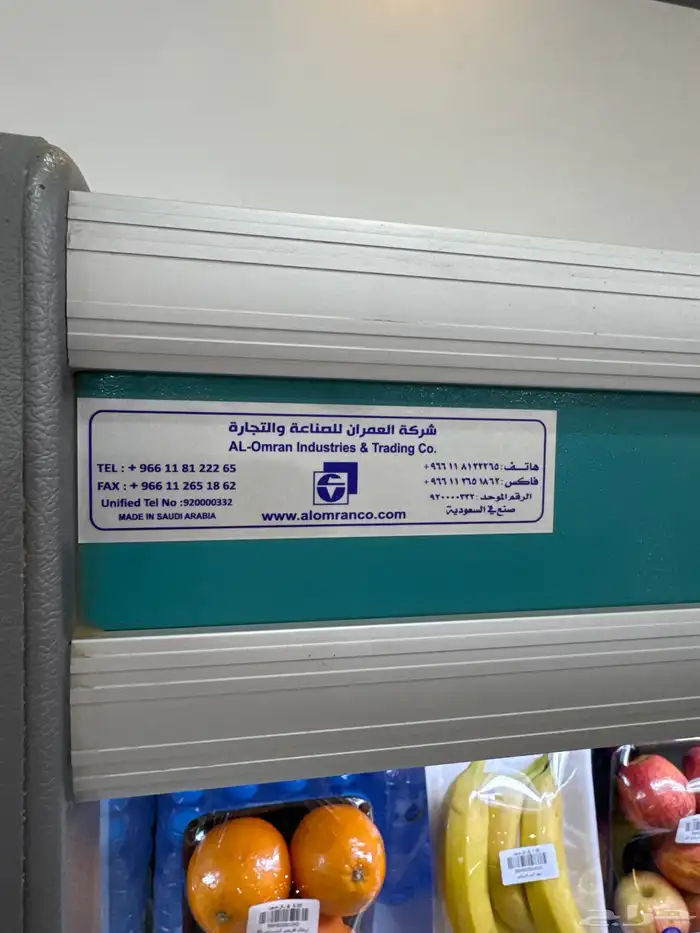 شركة العمران للصناعة والتجارة
AL-Omran Industries & Trading Co.
TEL : + 966 11 81 222 65
FAX : + 966 11 265 18 62
Unified Tel No :920000332
MADE IN SAUDI ARABIA
www.alomranco.com
هاتف: ٨١٢٢٢٦٥ ١١ ٩٦٦+
فاكس: ٢٦٥١٨٦٢ ١١ ٩٦٦+
الرقم الموحد: ٩٢٠٠٠٠٣٣٢
صنع في السعودية
حراج